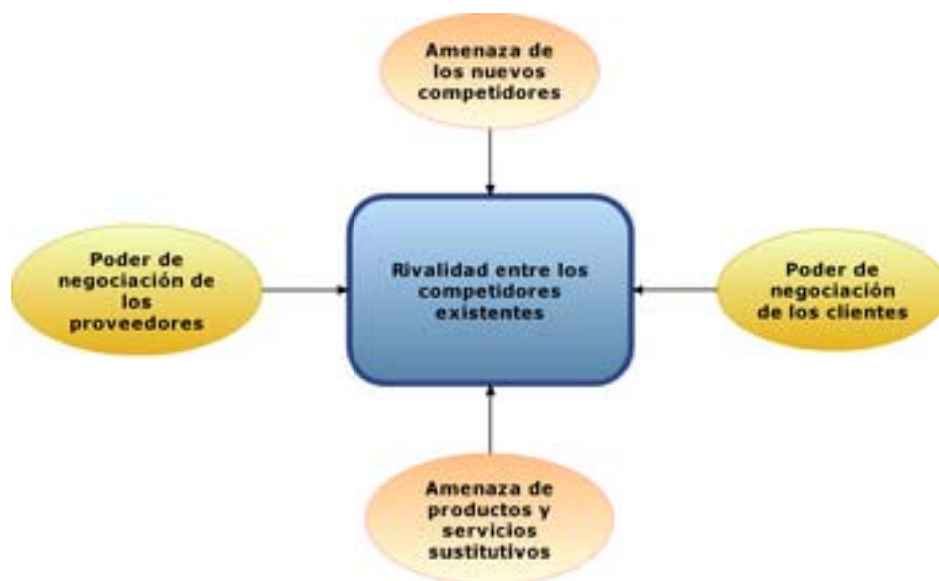 Amenaza de
los nuevos
competidores
Poder de
negociación de
los
proveedores
Rivalidad entre los
competidores
existentes
Poder de
negociación
de los clientes
Amenaza de
productos y
servicios
sustitutivos